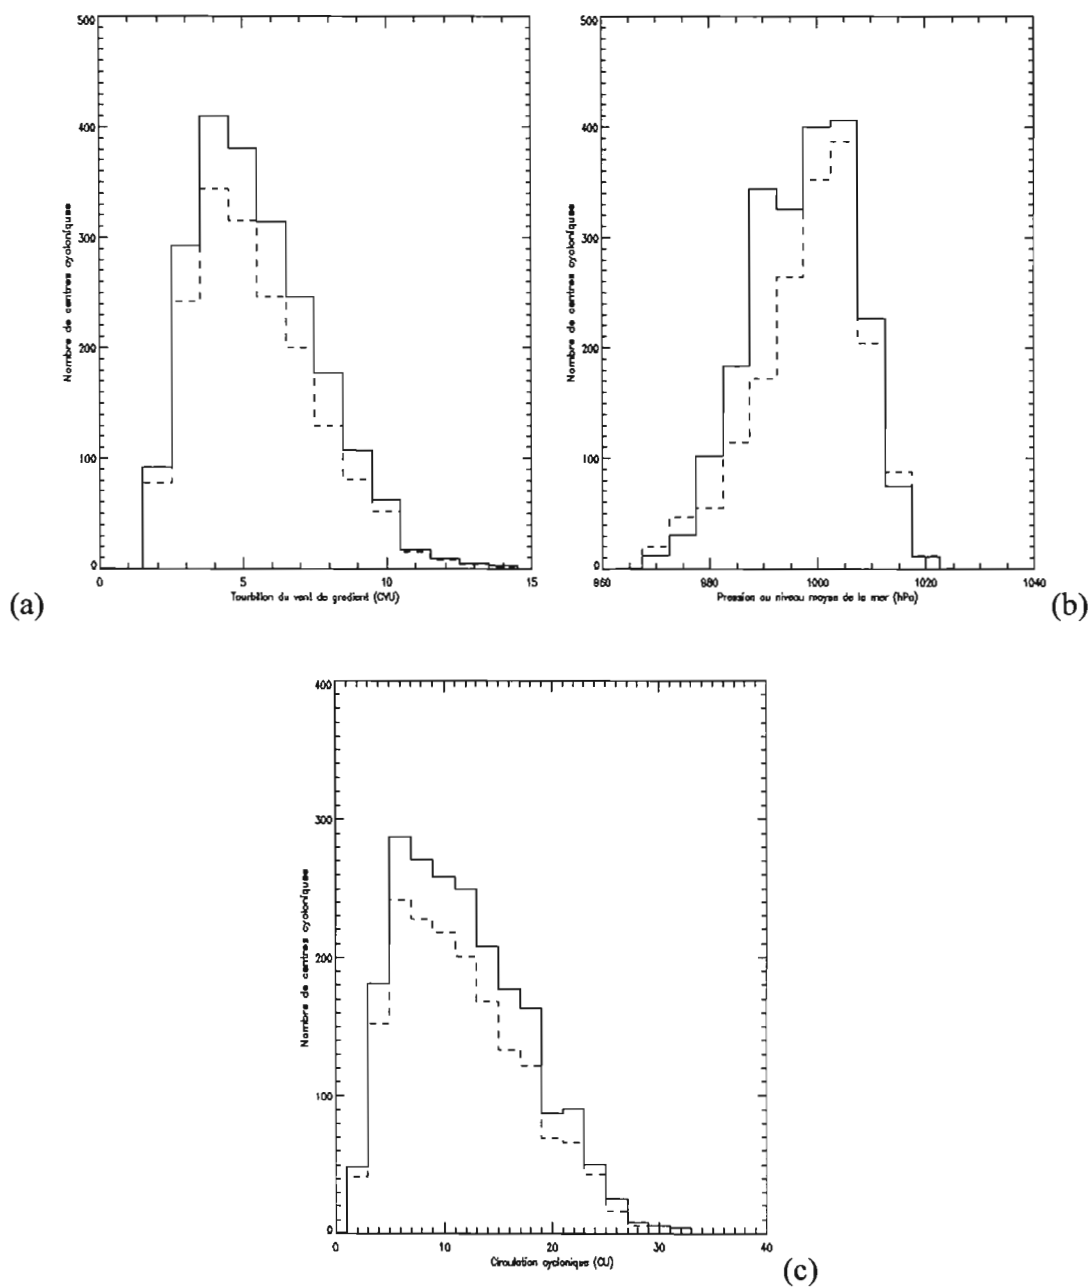 500
400
300
200
100
0
Nombre de centres cycloniques
0 5 10 15
Tourbillon du vent de gradient (CYU)
(a)
500
400
300
200
100
0
Nombre de centres cycloniques
960 980 1000 1020 1040
Pression au niveau moyen de la mer (hPa)
(b)
400
300
200
100
0
Nombre de centres cycloniques
0 10 20 30 40
Circulation cyclonique (CU)
(c)